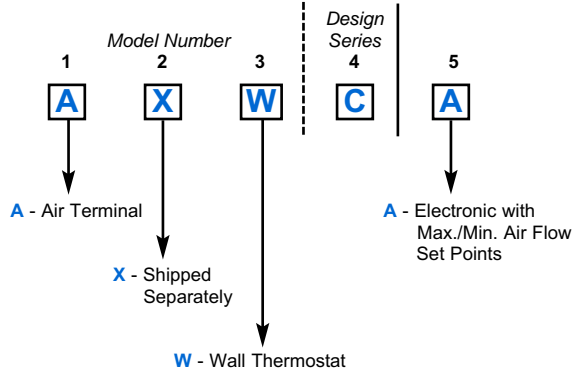 Model Number
Design
Series
1 2 3 4 5
A X W C A
A - Air Terminal
A - Electronic with
Max./Min. Air Flow
Set Points
X - Shipped
Separately
W - Wall Thermostat